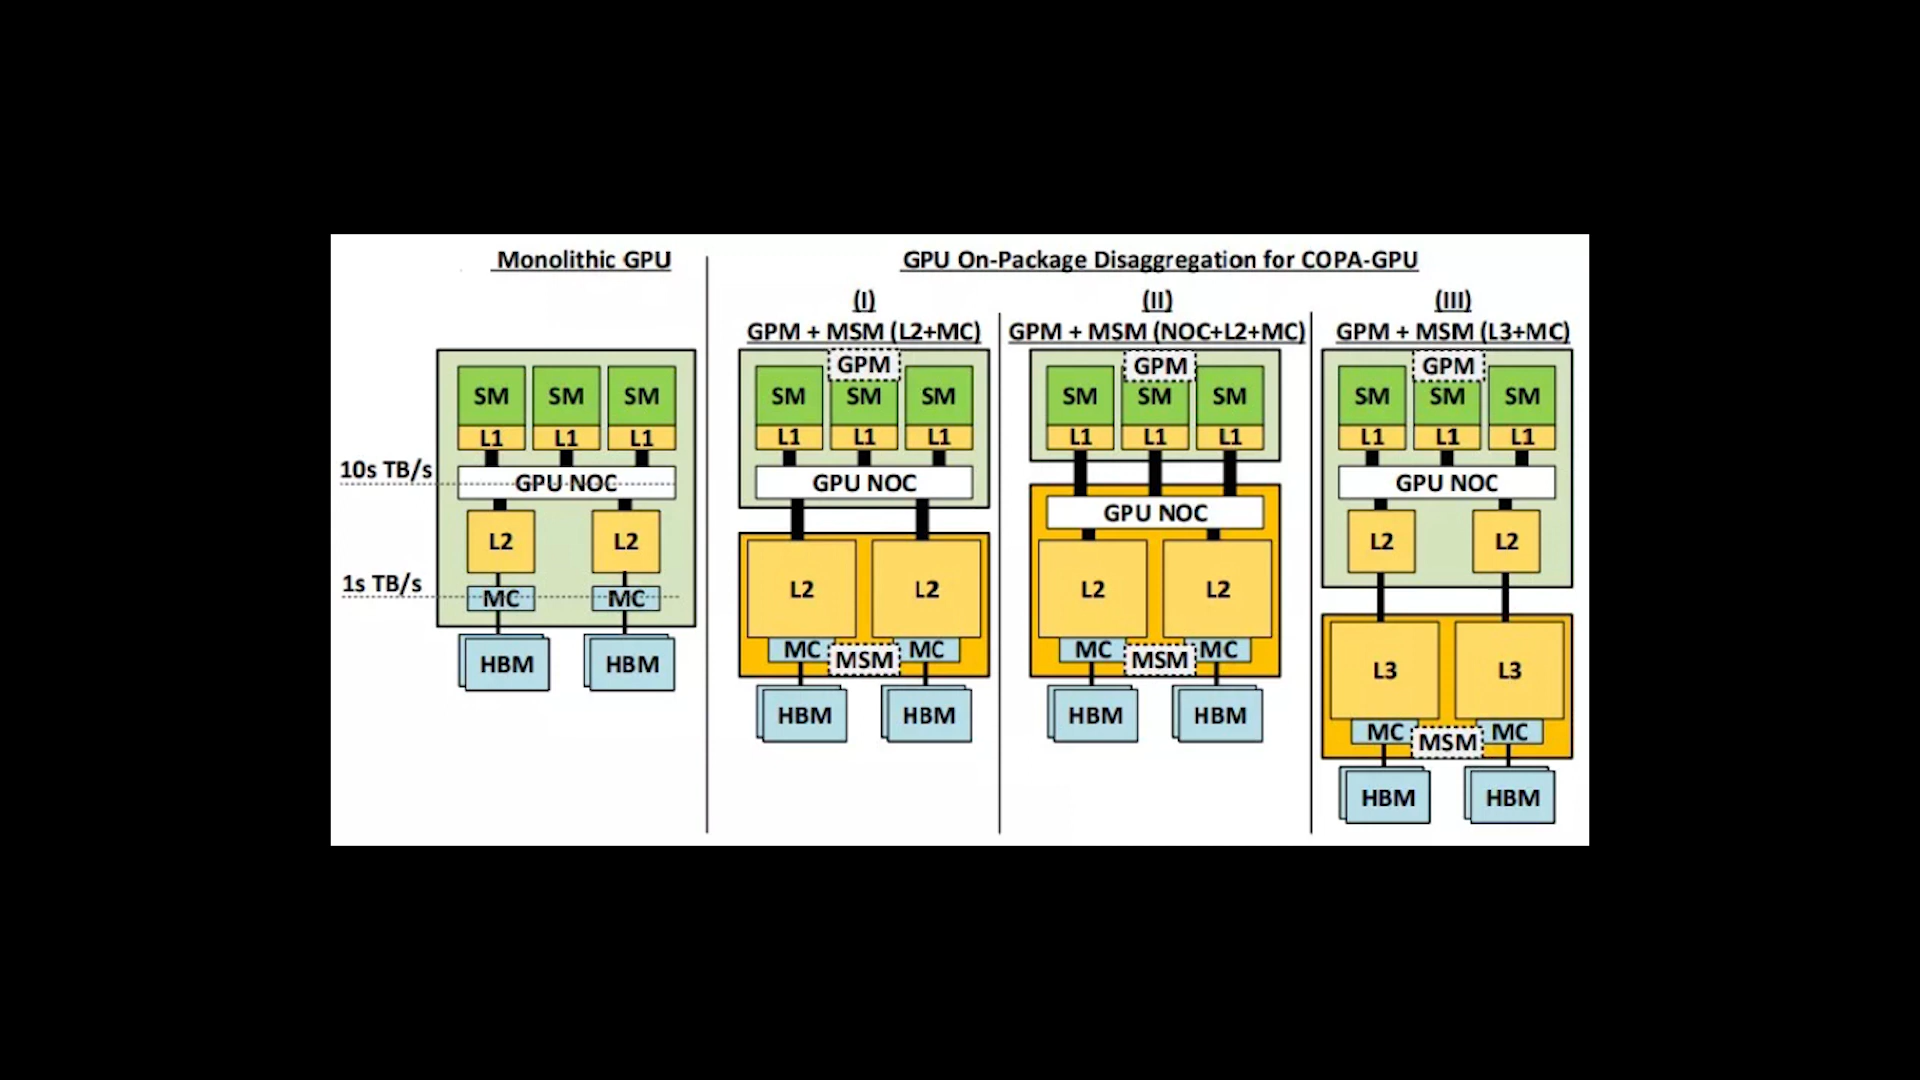 Monolithic GPU
SM SM SM
L1 L1 L1
10s TB/s
GPU NOC
L2 L2
1s TB/s
MC MC
HBM HBM
GPU On-Package Disaggregation for COPA-GPU
(I)
GPM + MSM (L2+MC)
GPM
SM SM SM
L1 L1 L1
GPU NOC
L2 L2
MC MSM MC
HBM HBM
(II)
GPM + MSM (NOC+L2+MC)
GPM
SM SM SM
L1 L1 L1
GPU NOC
L2 L2
MC MSM MC
HBM HBM
(III)
GPM + MSM (L3+MC)
GPM
SM SM SM
L1 L1 L1
GPU NOC
L2 L2
L3 L3
MC MSM MC
HBM HBM